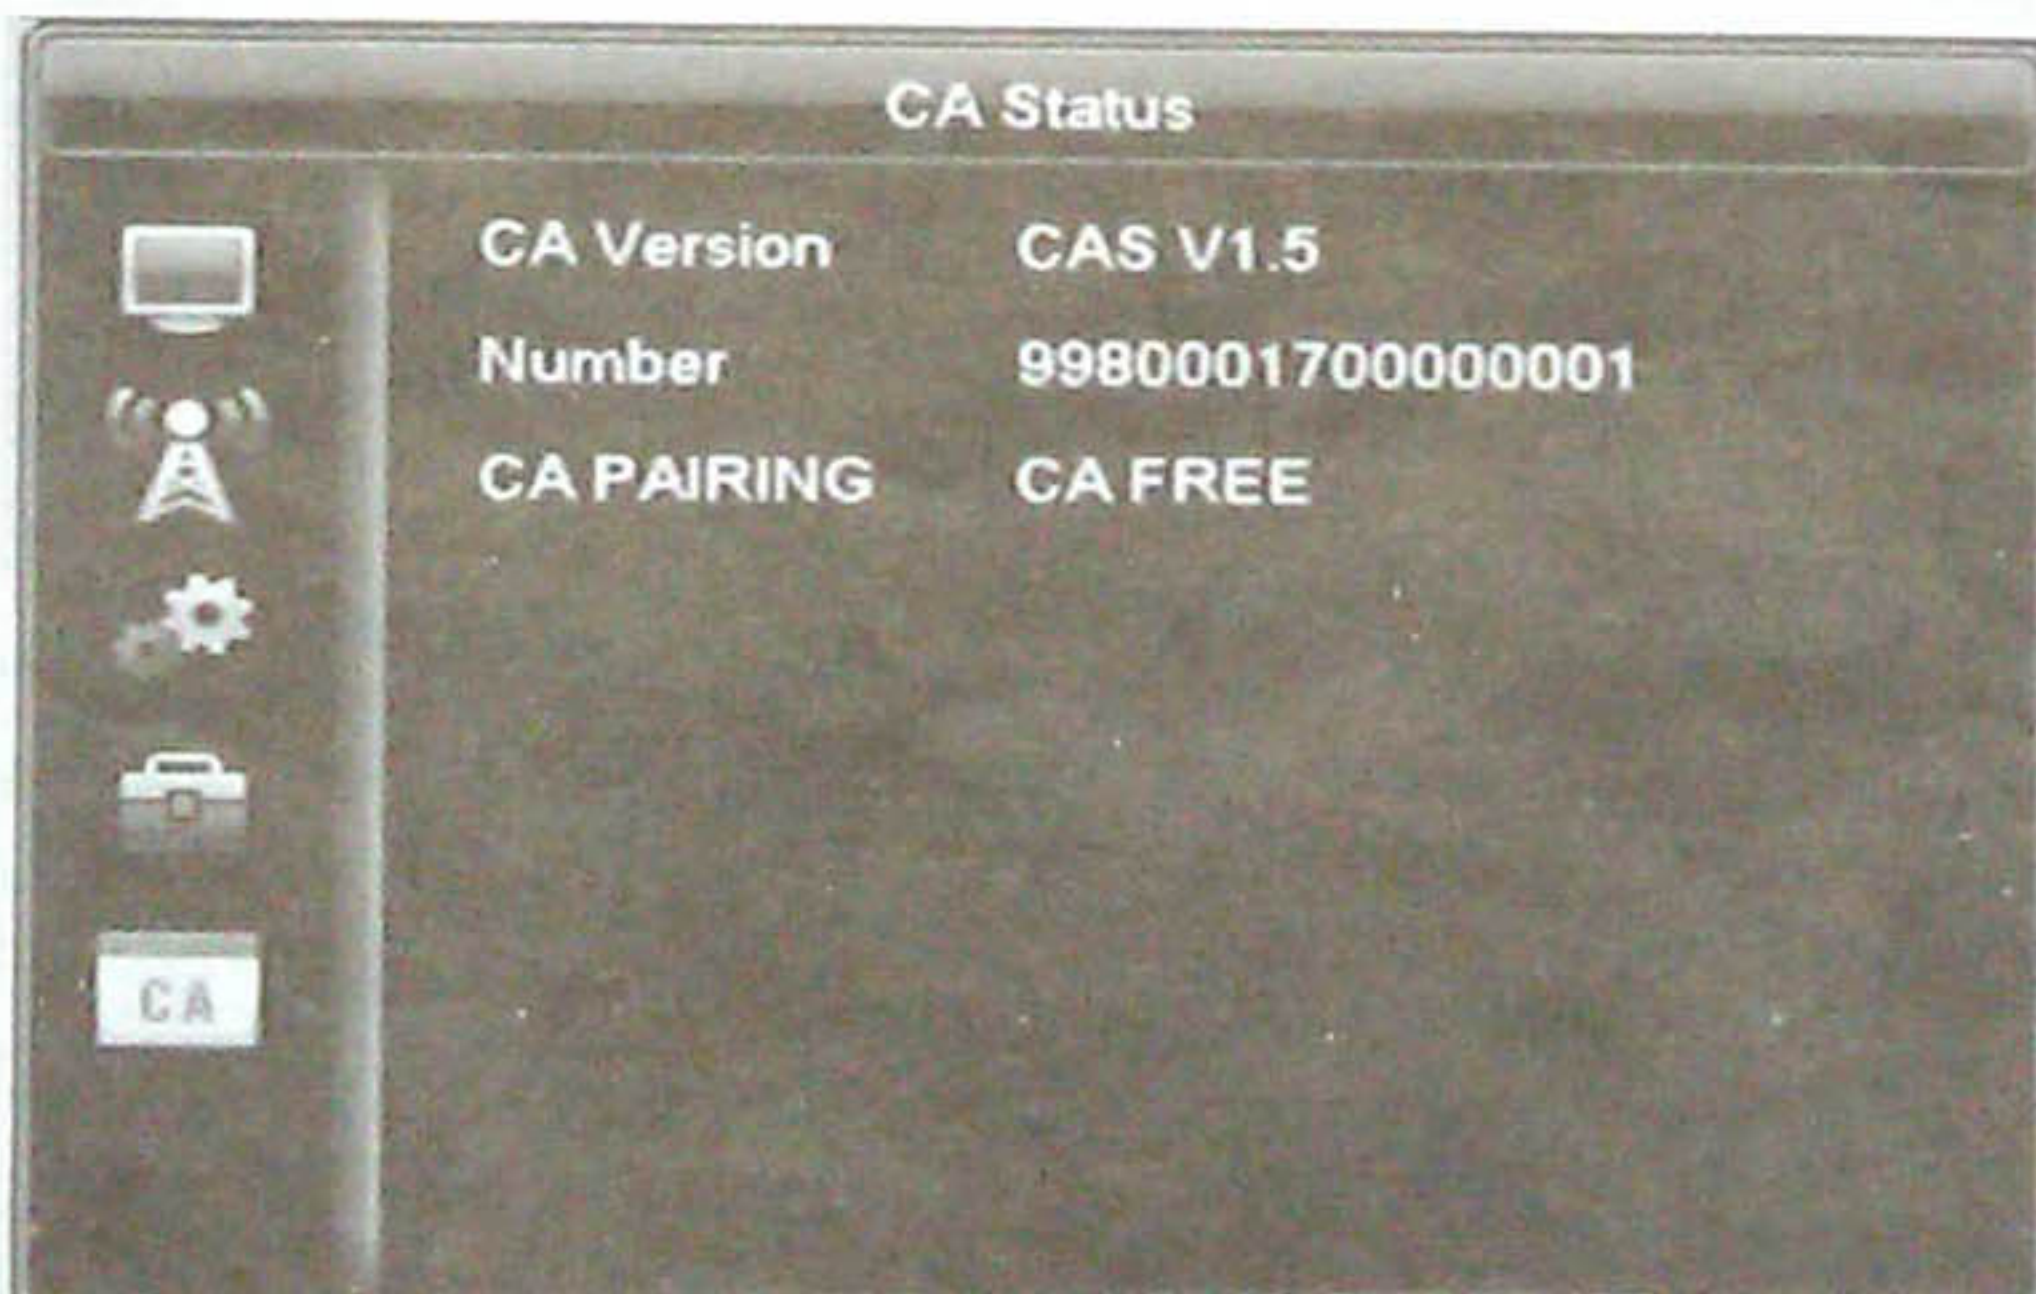 CA Status
CA Version CAS V1.5
Number 9980001700000001
CA PAIRING CA FREE
CA